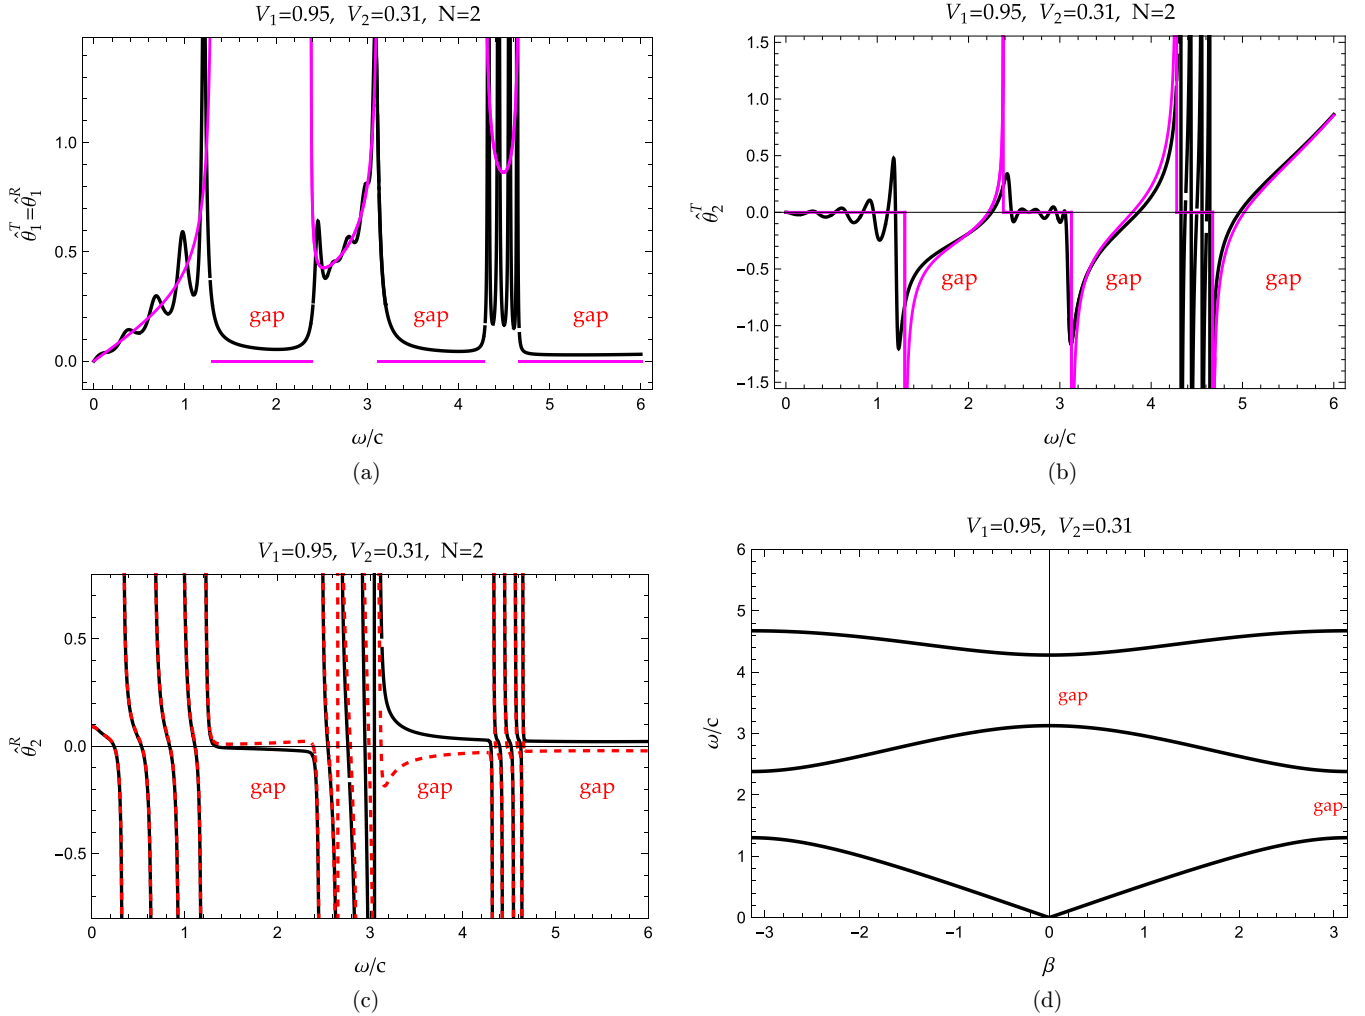 V₁=0.95, V₂=0.31, N=2
1.0
0.5
0.0
θ̂₁ᵀ=θ̂₁ᴿ
gap gap gap
0 1 2 3 4 5 6
ω/c
(a)
V₁=0.95, V₂=0.31, N=2
1.5
1.0
0.5
0.0
−0.5
−1.0
−1.5
θ̂₂ᵀ
gap gap gap
0 1 2 3 4 5 6
ω/c
(b)
V₁=0.95, V₂=0.31, N=2
0.5
0.0
−0.5
θ̂₂ᴿ
gap gap gap
0 1 2 3 4 5 6
ω/c
(c)
V₁=0.95, V₂=0.31
6
5
4
3
2
1
0
ω/c
gap
gap
−3 −2 −1 0 1 2 3
β
(d)